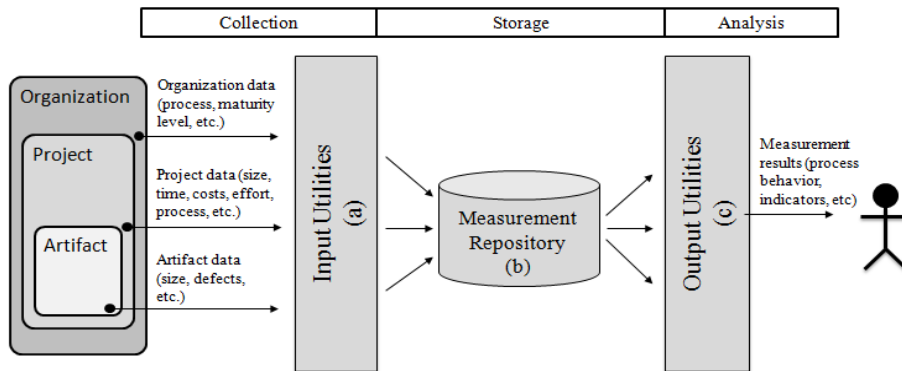 Collection
Storage
Analysis
Organization
Project
Artifact
Organization data
(process, maturity
level, etc.)
Project data (size,
time, costs, effort,
process, etc.)
Artifact data
(size, defects,
etc.)
Input Utilities
(a)
Measurement
Repository
(b)
Output Utilities
(c)
Measurement
results (process
behavior,
indicators, etc)